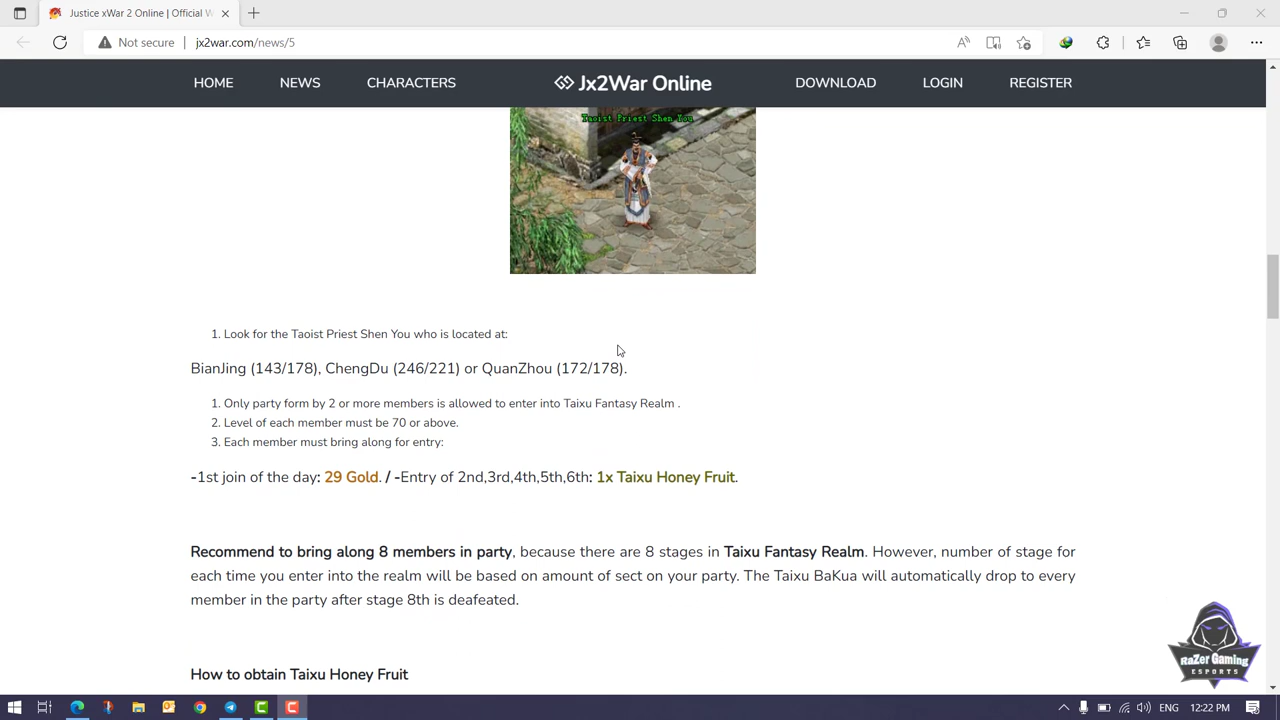 Justice xWar 2 Online | Official W
Not secure
jx2war.com/news/5
HOME
NEWS
CHARACTERS
Jx2War Online
DOWNLOAD
LOGIN
REGISTER
Taoist Priest Shen You
1. Look for the Taoist Priest Shen You who is located at:
BianJing (143/178), ChengDu (246/221) or QuanZhou (172/178).
1. Only party form by 2 or more members is allowed to enter into Taixu Fantasy Realm .
2. Level of each member must be 70 or above.
3. Each member must bring along for entry:
-1st join of the day: 29 Gold. / -Entry of 2nd,3rd,4th,5th,6th: 1x Taixu Honey Fruit.
Recommend to bring along 8 members in party, because there are 8 stages in Taixu Fantasy Realm. However, number of stage for
each time you enter into the realm will be based on amount of sect on your party. The Taixu BaKua will automatically drop to every
member in the party after stage 8th is deafeated.
How to obtain Taixu Honey Fruit
RaZer Gaming
ESPORTS
ENG
12:22 PM